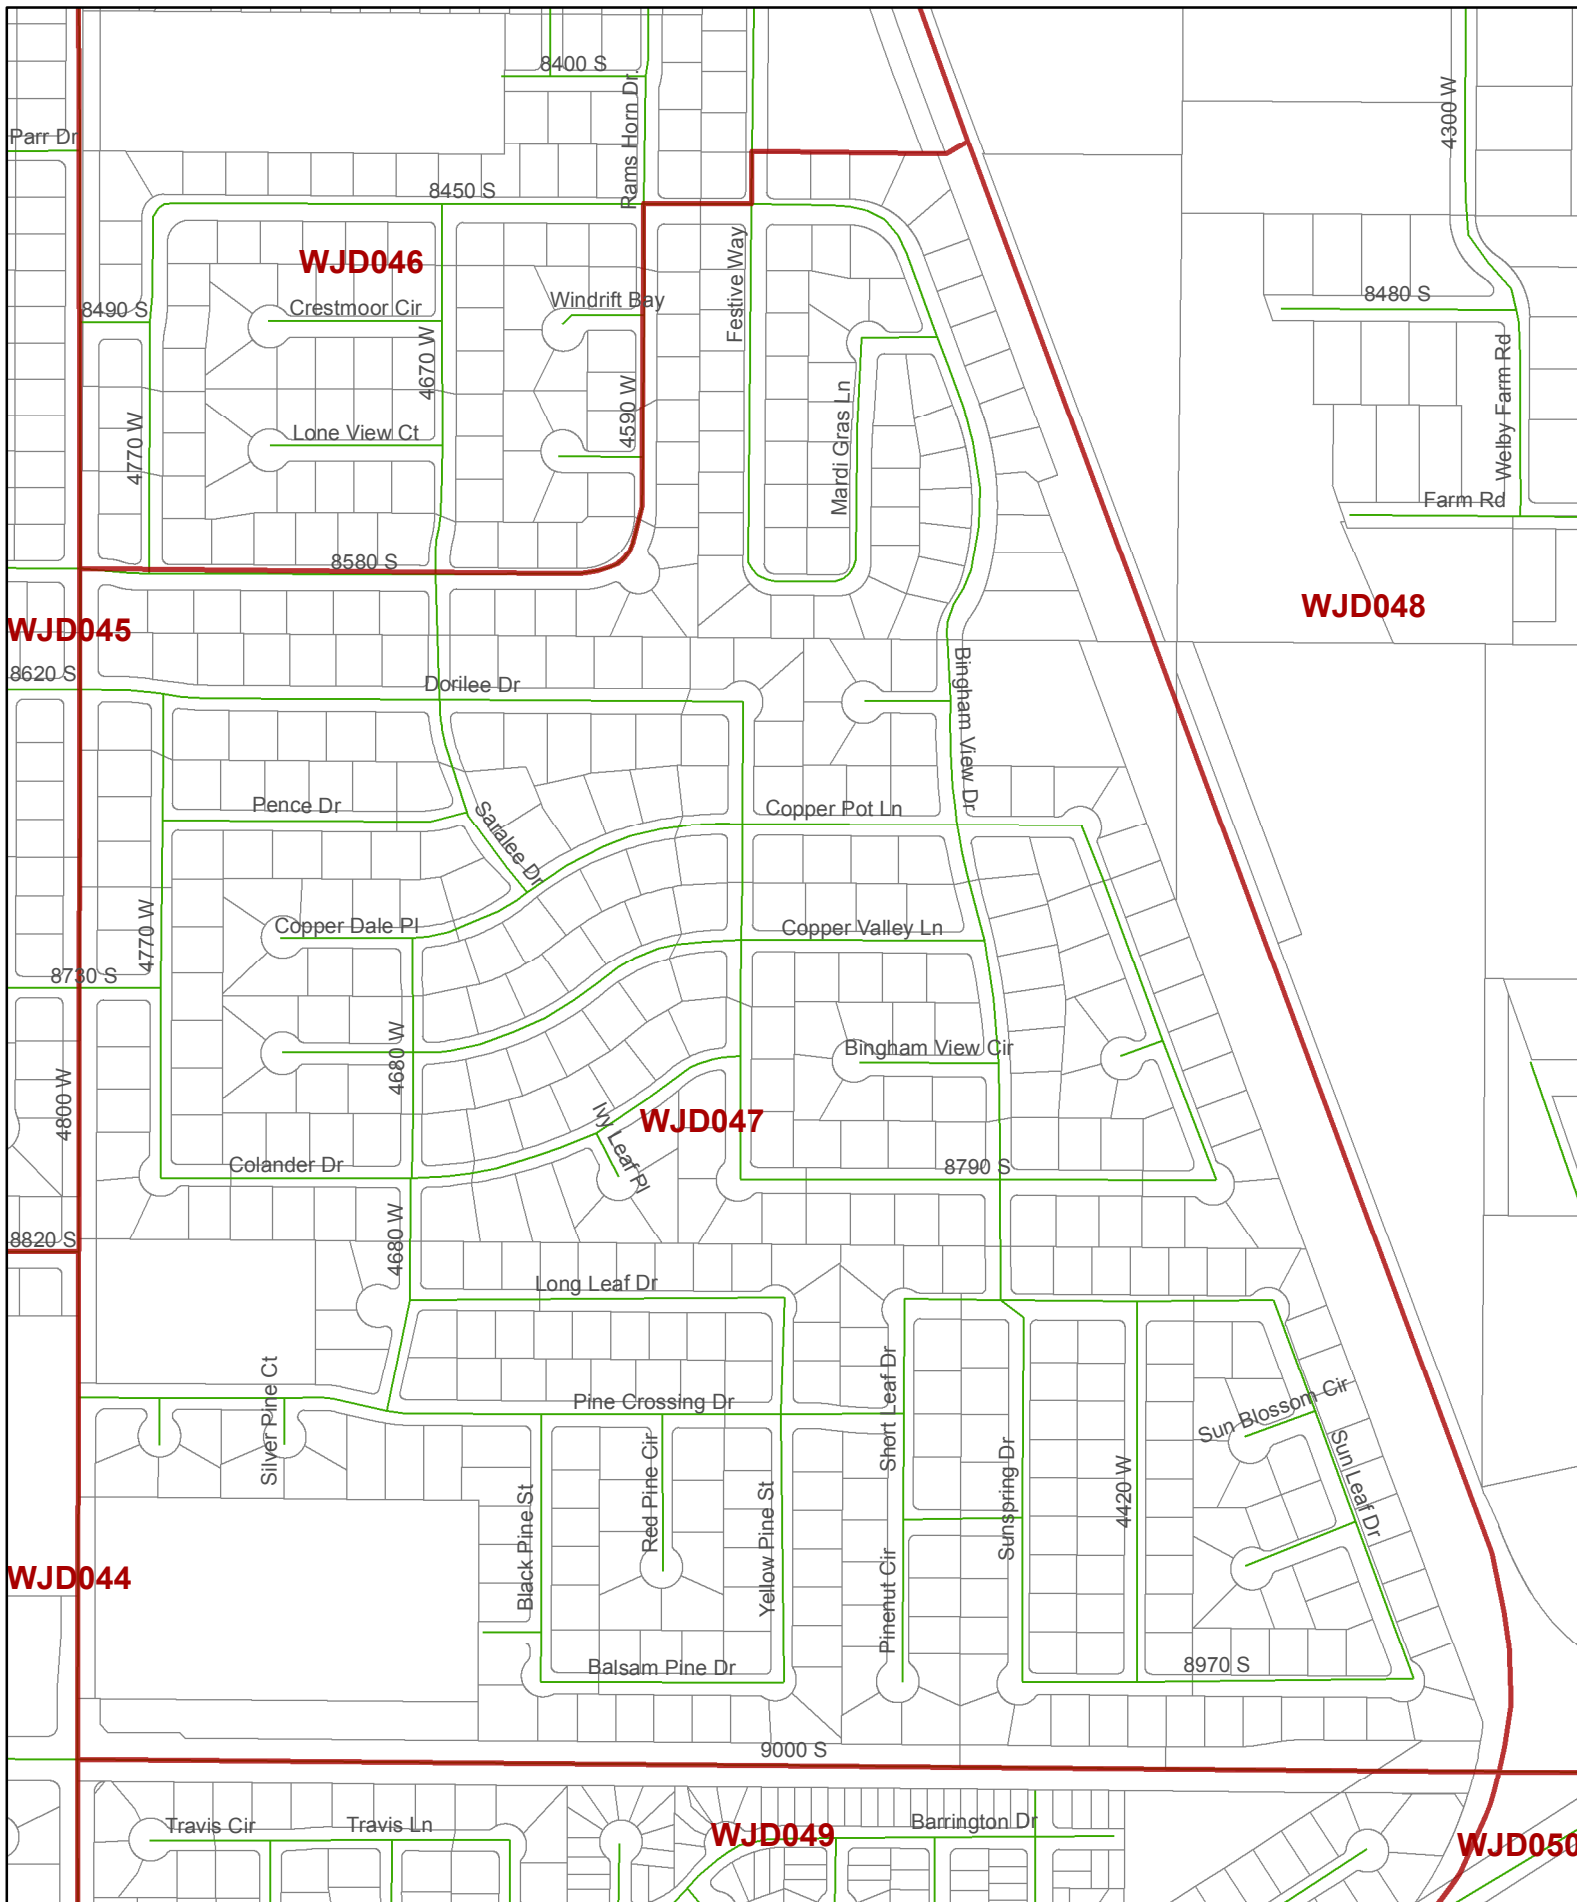 8400 S
Rams Horn Dr.
4300 W
Parr Dr
8450 S
WJD046
Festive Way
8490 S
Crestmoor Cir
Windrift Bay
8480 S
4670 W
4590 W
Welby Farm Rd
4770 W
Lone View Ct
Mardi Gras Ln
Farm Rd
8580 S
WJD045
WJD048
8620 S
Dorilee Dr
Bingham View Dr
Pence Dr
Saralee Dr
Copper Pot Ln
4770 W
Copper Dale Pl
Copper Valley Ln
8730 S
4680 W
Bingham View Cir
4800 W
Ivy Leaf Pl
WJD047
Colander Dr
8790 S
8820 S
4680 W
Long Leaf Dr
Silver Pine Ct
Pine Crossing Dr
Short Leaf Dr
Sun Blossom Cir
Red Pine Cir
Sunspring Dr
4420 W
Sun Leaf Dr
Black Pine St
Yellow Pine St
WJD044
Pinenut Cir
Balsam Pine Dr
8970 S
9000 S
Travis Cir
Travis Ln
WJD049
Barrington Dr
WJD050